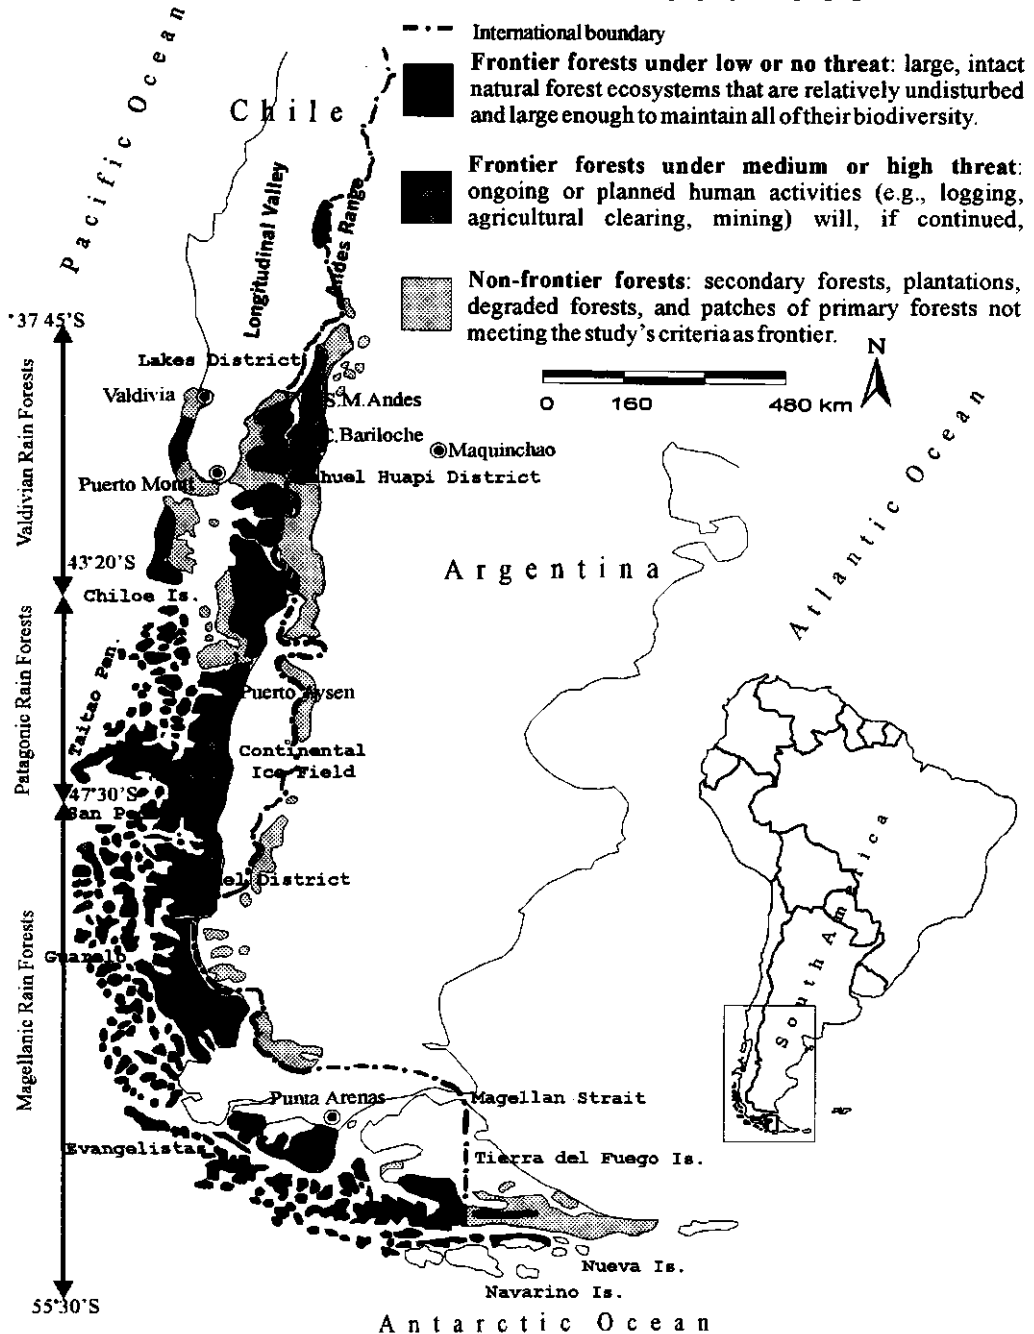 International boundary
Frontier forests under low or no threat: large, intact
natural forest ecosystems that are relatively undisturbed
and large enough to maintain all of their biodiversity.
Frontier forests under medium or high threat:
ongoing or planned human activities (e.g., logging,
agricultural clearing, mining) will, if continued,
Non-frontier forests: secondary forests, plantations,
degraded forests, and patches of primary forests not
meeting the study's criteria as frontier.
N
0 160 480 km
Pacific Ocean
Chile
Longitudinal Valley
Andes Range
°37 45'S
Lakes District
Valdivia
S.M.Andes
C.Bariloche
Maquinchao
Puerto Montt
huel Huapi District
Valdivian Rain Forests
43°20'S
Chiloe Is.
Argentina
Atlantic Ocean
Patagonic Rain Forests
Taitao Pen.
Puerto Aysen
Continental
Ice Field
47°30'S
San P
el District
Magellanic Rain Forests
Guarelo
South America
Punta Arenas
Magellan Strait
Evangelistas
Tierra del Fuego Is.
Nueva Is.
Navarino Is.
55°30'S
Antarctic Ocean